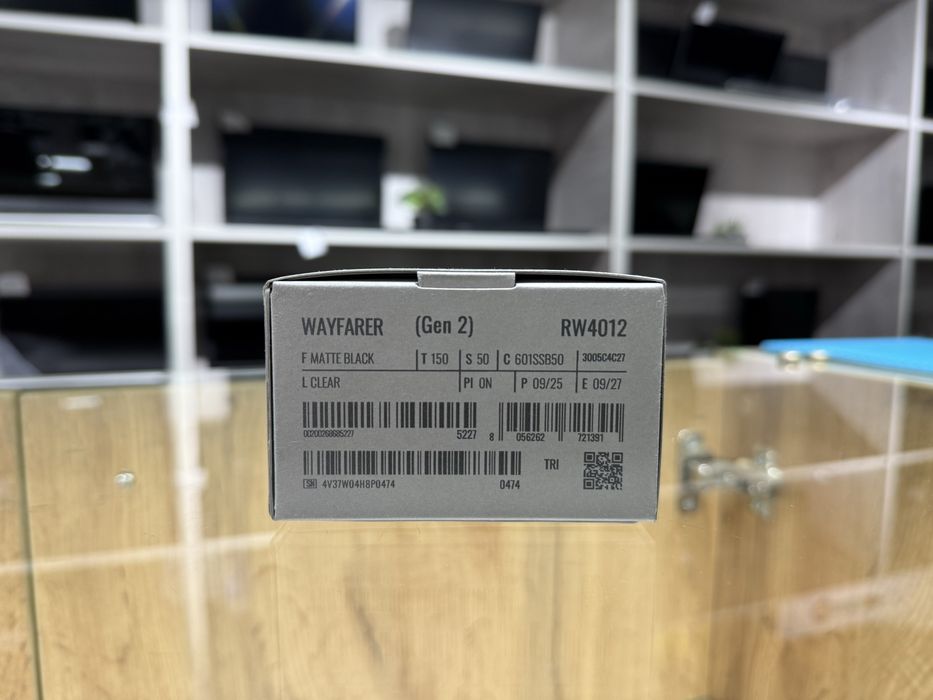 WAYFARER (Gen 2) RW4012
F MATTE BLACK T 150 S 50 C 601SSB50 3005C4C27
L CLEAR PI ON P 09/25 E 09/27
00200268685227 5227 8 056262 721391
TRI
SN 4V37W04H8P0474 0474